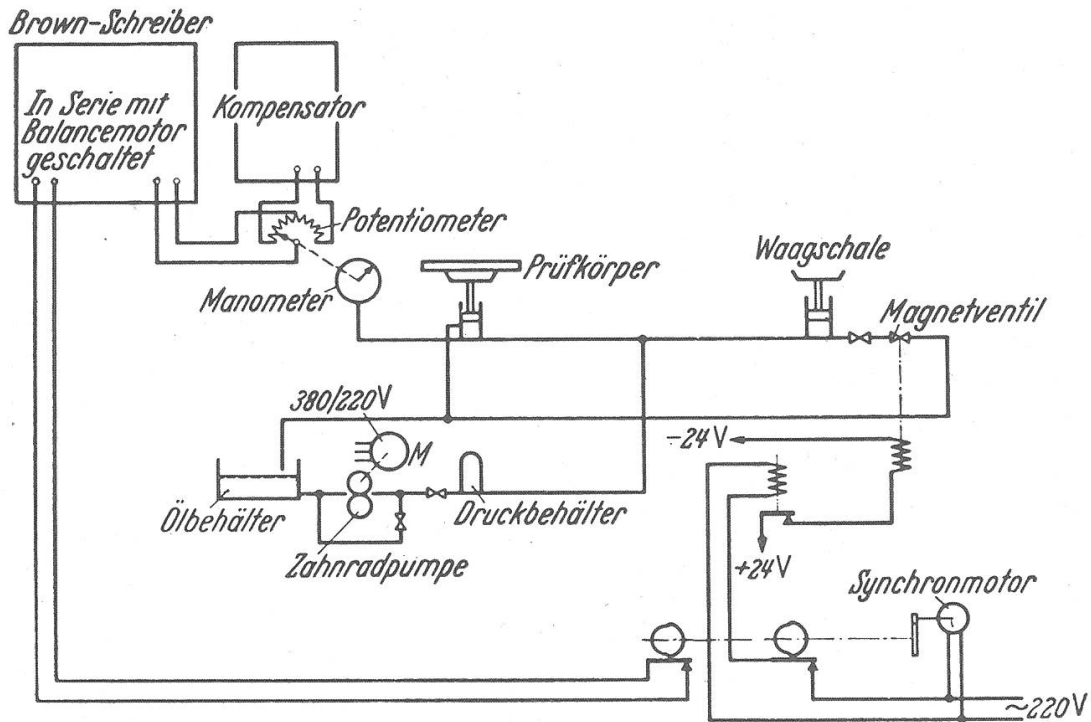 Brown-Schreiber
In Serie mit
Balancemotor
geschaltet
Kompensator
Potentiometer
Manometer
Prüfkörper
Waagschale
Magnetventil
380/220V
M
-24V
Ölbehälter
Druckbehälter
Zahnradpumpe
+24V
Synchronmotor
~220V